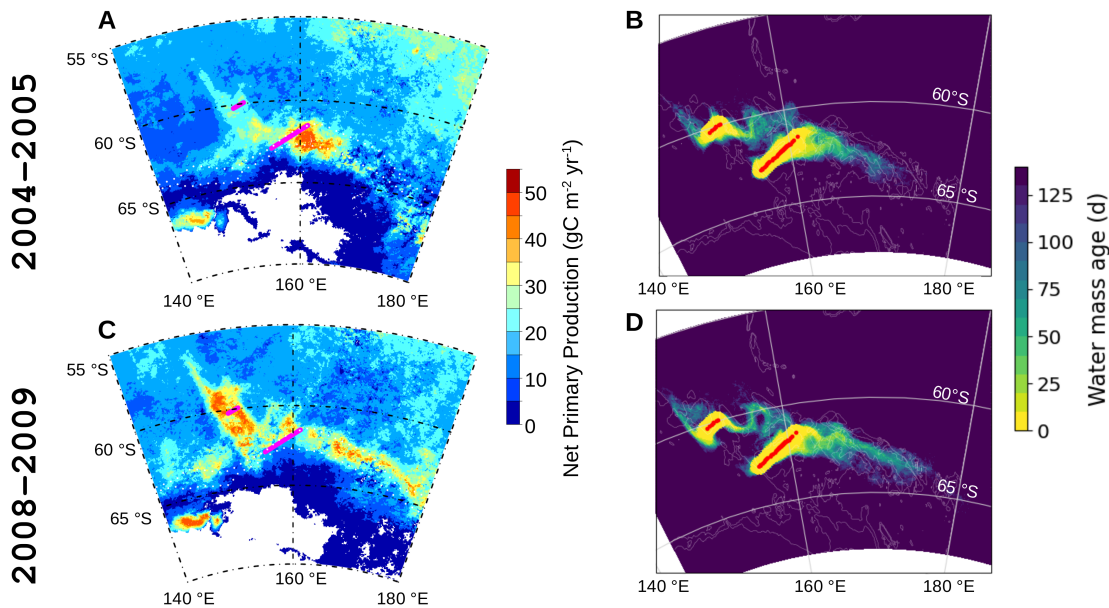 A
B
2004–2005
55 °S
60 °S
65 °S
140 °E
160 °E
180 °E
60°S
65 °S
140 °E
160 °E
180 °E
50
40
30
20
10
0
Net Primary Production (gC m⁻² yr⁻¹)
125
100
75
50
25
0
Water mass age (d)
C
D
2008–2009
55 °S
60 °S
65 °S
140 °E
160 °E
180 °E
60°S
65 °S
140 °E
160 °E
180 °E